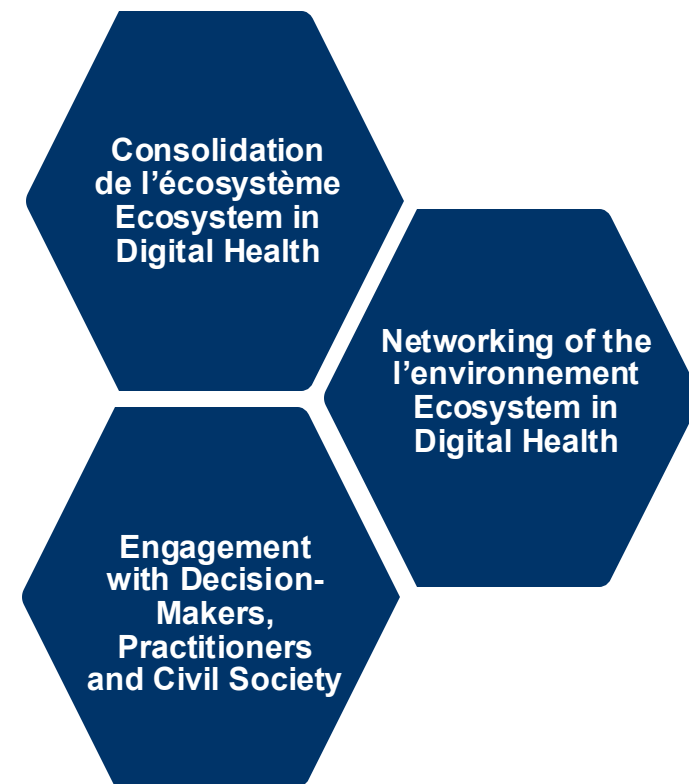 Consolidation
de l’écosystème
Ecosystem in
Digital Health
Networking of the
l’environnement
Ecosystem in
Digital Health
Engagement
with Decision-
Makers,
Practitioners
and Civil Society